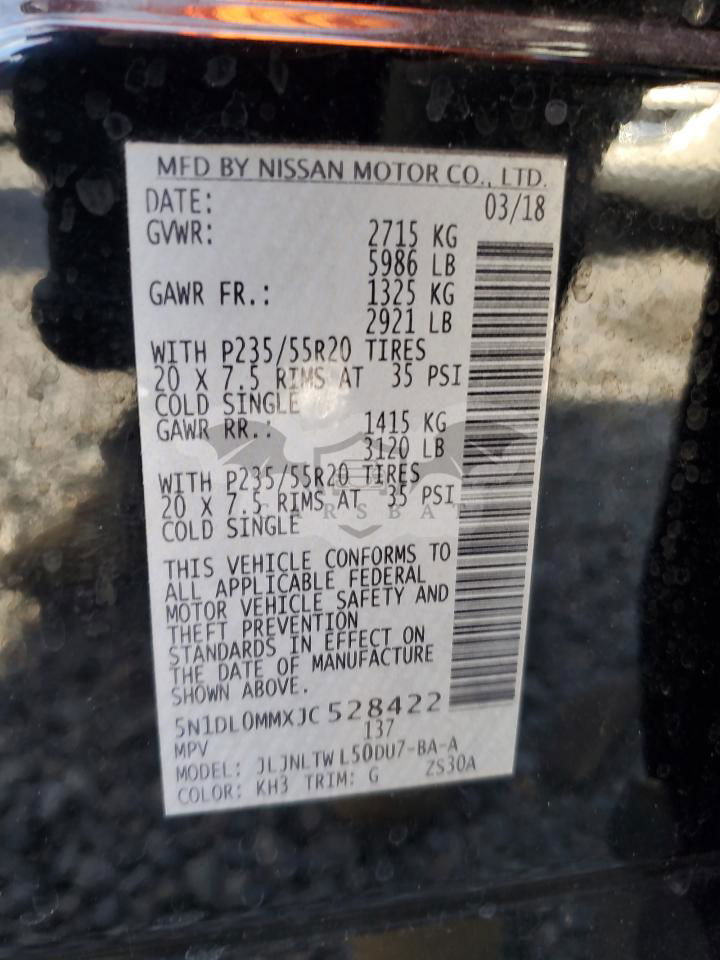 MFD BY NISSAN MOTOR CO., LTD.
DATE: 03/18
GVWR: 2715 KG
5986 LB
GAWR FR.: 1325 KG
2921 LB
WITH P235/55R20 TIRES
20 X 7.5 RIMS AT 35 PSI
COLD SINGLE
GAWR RR.: 1415 KG
3120 LB
WITH P235/55R20 TIRES
20 X 7.5 RIMS AT 35 PSI
CARSBAT
COLD SINGLE
THIS VEHICLE CONFORMS TO
ALL APPLICABLE FEDERAL
MOTOR VEHICLE SAFETY AND
THEFT PREVENTION
STANDARDS IN EFFECT ON
THE DATE OF MANUFACTURE
SHOWN ABOVE.
5N1DL0MMXJC528422
MPV 137
MODEL: JLJNLTWL50DU7-BA-A
COLOR: KH3 TRIM: G ZS30A